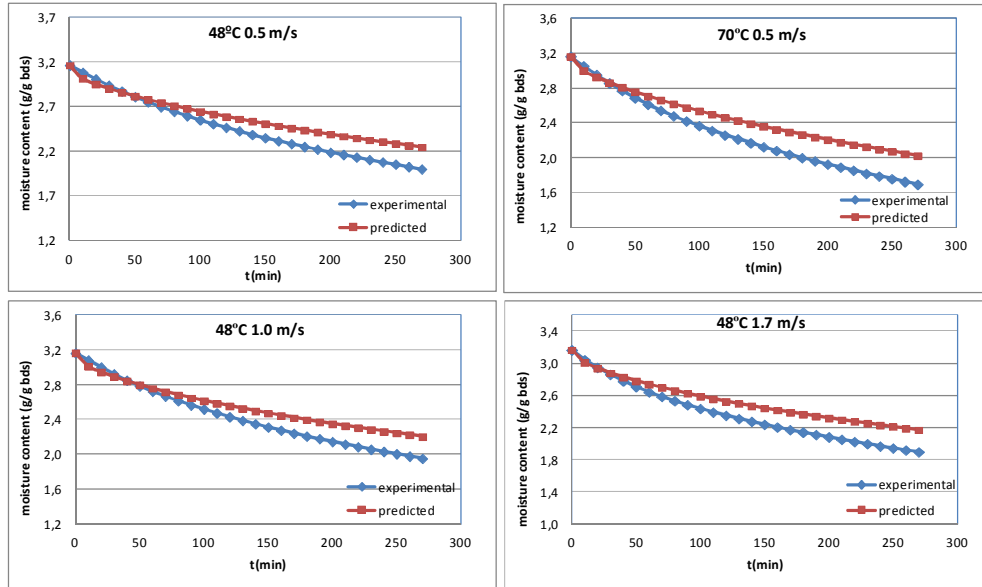 48ºC 0.5 m/s
moisture content (g/g bds)
3,7
3,2
2,7
2,2
1,7
1,2
0 50 100 150 200 250 300
t(min)
experimental
predicted
70°C 0.5 m/s
moisture content (g/g bds)
3,6
3,2
2,8
2,4
2,0
1,6
1,2
0 50 100 150 200 250 300
t(min)
experimental
predicted
48°C 1.0 m/s
moisture content (g/g bds)
3,6
3,2
2,8
2,4
2,0
1,6
1,2
0 50 100 150 200 250 300
t(min)
experimental
predicted
48°C 1.7 m/s
moisture content (g/g bds)
3,4
3,0
2,6
2,2
1,8
1,4
1,0
0 50 100 150 200 250 300
t(min)
experimental
predicted